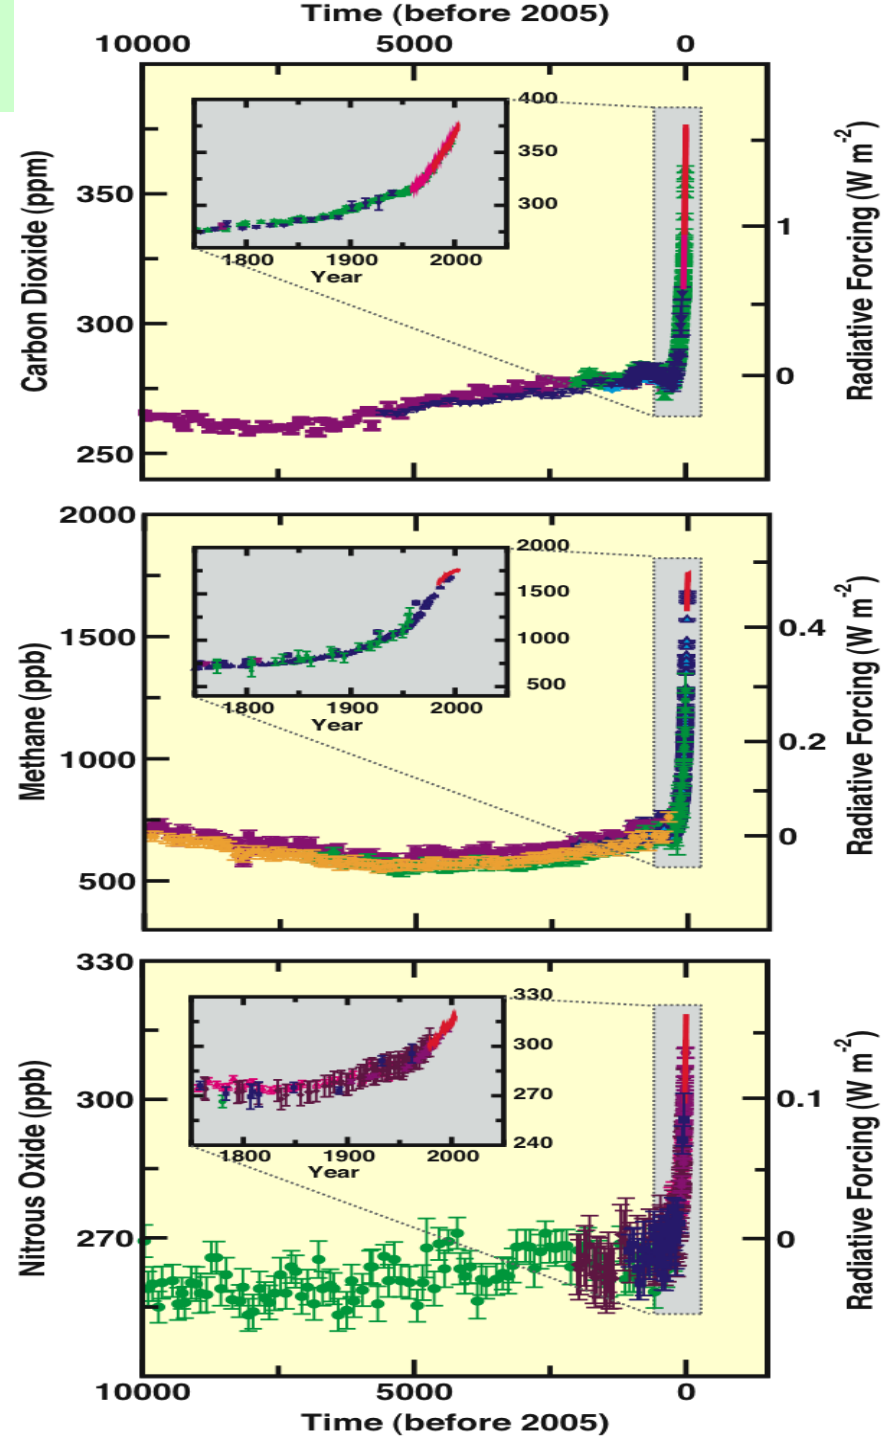 Time (before 2005)
10000 5000 0
Carbon Dioxide (ppm)
350
300
250
400
350
300
1800 1900 2000
Year
1
0
Radiative Forcing (W m-2)
Methane (ppb)
2000
1500
1000
500
2000
1500
1000
500
1800 1900 2000
Year
0.4
0.2
0
Radiative Forcing (W m-2)
Nitrous Oxide (ppb)
330
300
270
330
300
270
240
1800 1900 2000
Year
0.1
0
Radiative Forcing (W m-2)
10000 5000 0
Time (before 2005)